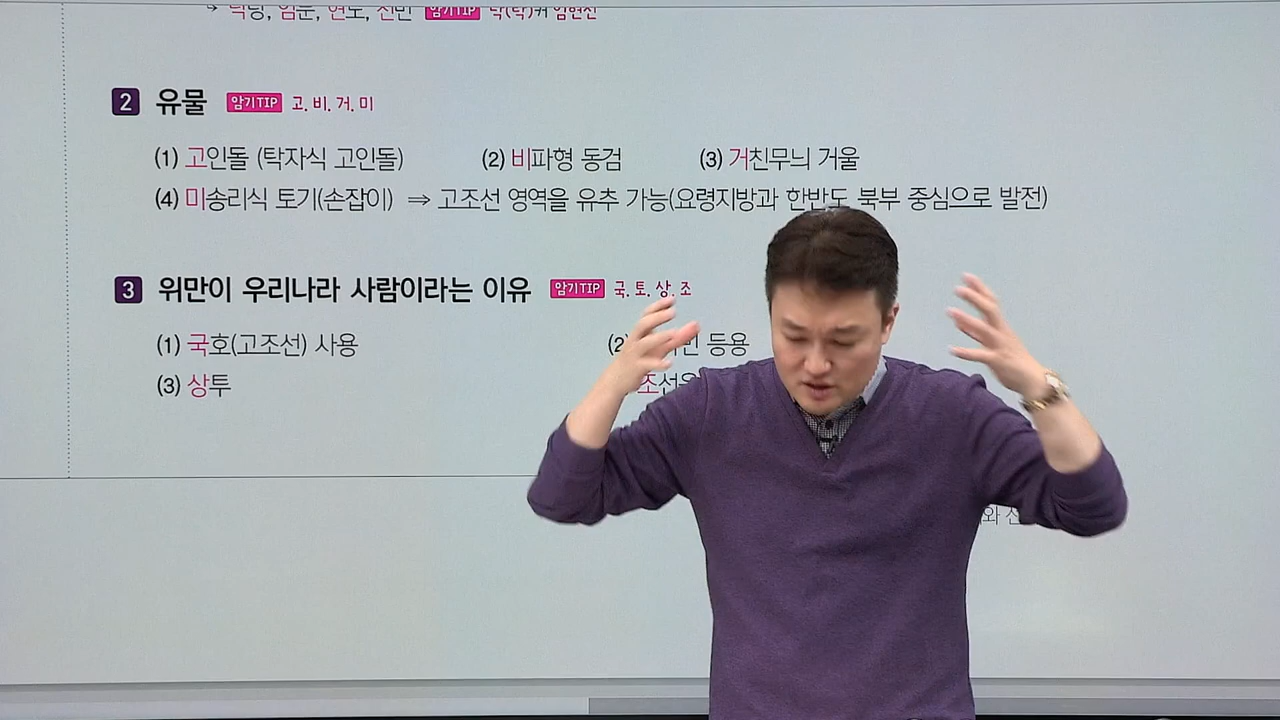 2 유물 암기TIP 고. 비. 거. 미
(1) 고인돌 (탁자식 고인돌) (2) 비파형 동검 (3) 거친무늬 거울
(4) 미송리식 토기(손잡이) ⇒ 고조선 영역을 유추 가능(요령지방과 한반도 북부 중심으로 발전)
3 위만이 우리나라 사람이라는 이유 암기TIP 국. 토. 상. 조
(1) 국호(고조선) 사용 등용
(3) 상투